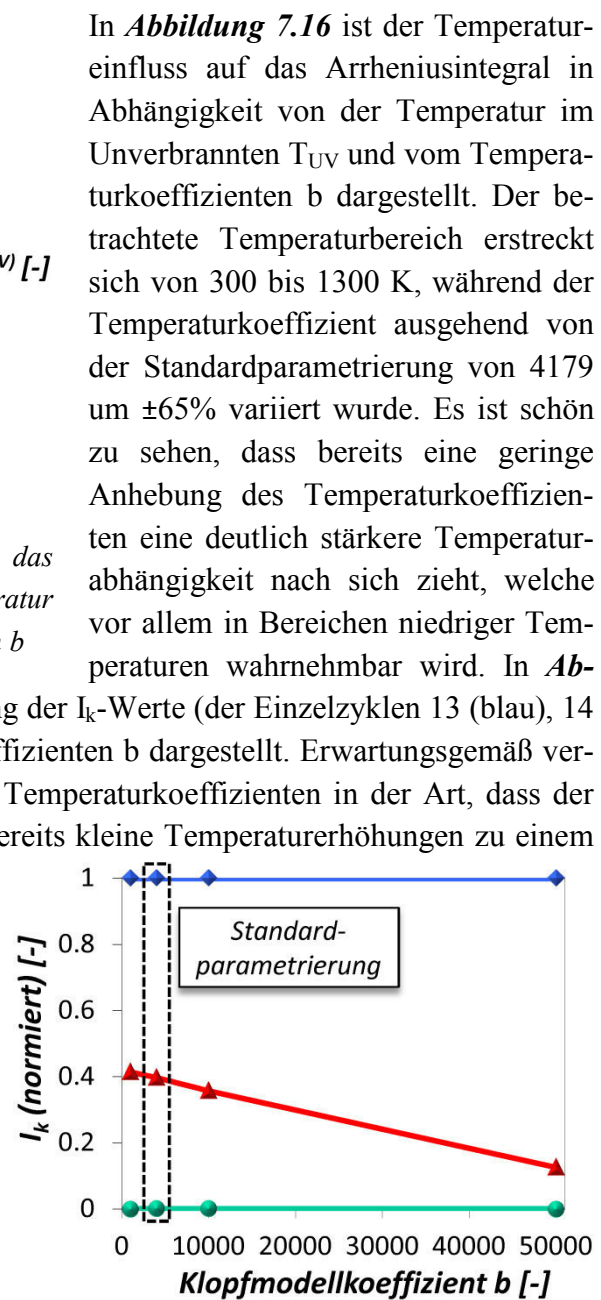 In Abbildung 7.16 ist der Temperatur-
einfluss auf das Arrheniusintegral in
Abhängigkeit von der Temperatur im
Unverbrannten T_UV und vom Tempera-
turkoeffizienten b dargestellt. Der be-
trachtete Temperaturbereich erstreckt
V) [-]
sich von 300 bis 1300 K, während der
Temperaturkoeffizient ausgehend von
der Standardparametrierung von 4179
um ±65% variiert wurde. Es ist schön
zu sehen, dass bereits eine geringe
Anhebung des Temperaturkoeffizien-
ten eine deutlich stärkere Temperatur-
das
abhängigkeit nach sich zieht, welche
ratur
vor allem in Bereichen niedriger Tem-
n b
peraturen wahrnehmbar wird. In Ab-
ng der I_k-Werte (der Einzelzyklen 13 (blau), 14
effizienten b dargestellt. Erwartungsgemäß ver-
Temperaturkoeffizienten in der Art, dass der
bereits kleine Temperaturerhöhungen zu einem
I_k (normiert) [-]
1
0.8
0.6
0.4
0.2
0
Standard-
parametrierung
0 10000 20000 30000 40000 50000
Klopfmodellkoeffizient b [-]